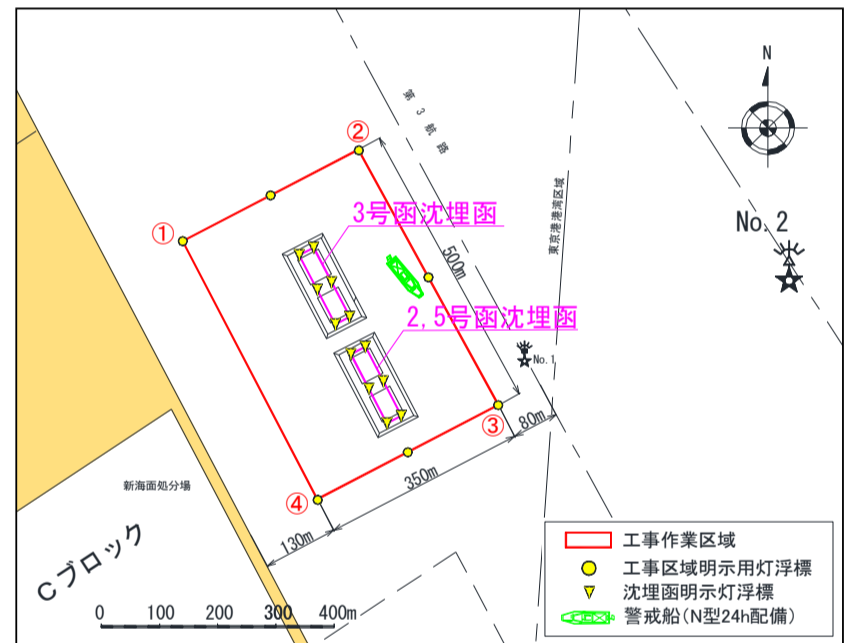 第3航路
N
②
東京港港湾区域
No.2
3号函沈埋函
①
500m
2,5号函沈埋函
No.1
③
80m
350m
④
130m
新海面処分場
Cブロック
0 100 200 300 400m
工事作業区域
工事区域明示用灯浮標
沈埋函明示灯浮標
警戒船(N型24h配備)